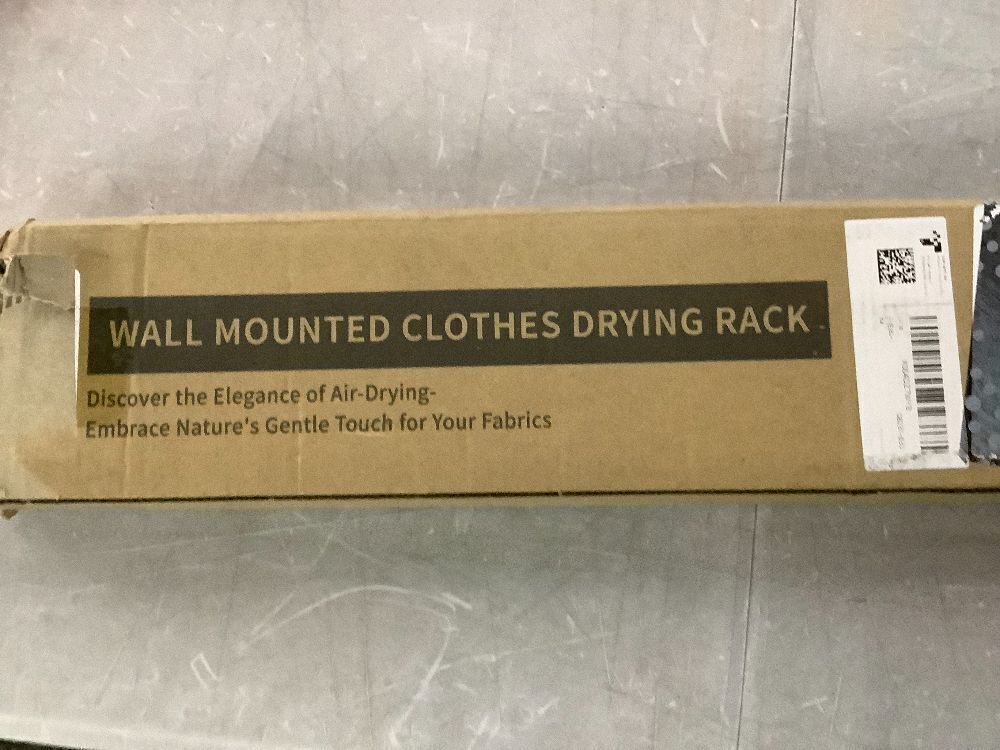 WALL MOUNTED CLOTHES DRYING RACK
Discover the Elegance of Air-Drying-
Embrace Nature's Gentle Touch for Your Fabrics